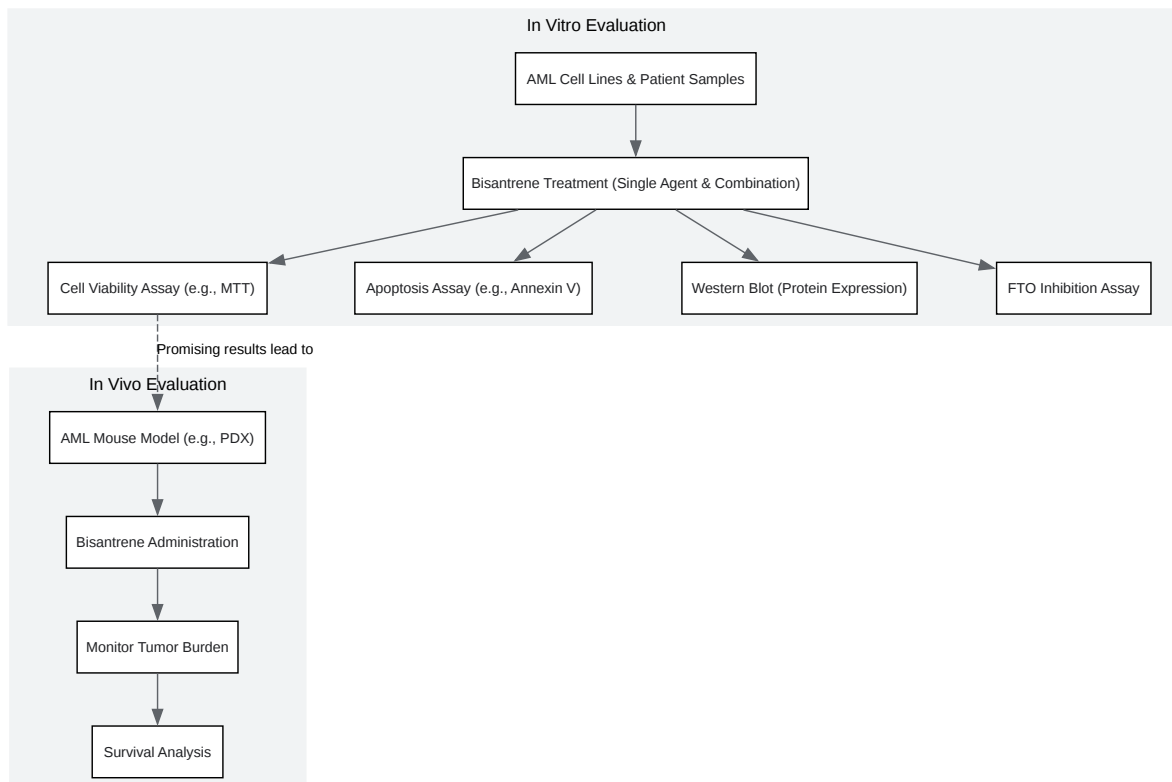 In Vitro Evaluation
AML Cell Lines & Patient Samples
Bisantrene Treatment (Single Agent & Combination)
Cell Viability Assay (e.g., MTT)
Apoptosis Assay (e.g., Annexin V)
Western Blot (Protein Expression)
FTO Inhibition Assay
Promising results lead to
In Vivo Evaluation
AML Mouse Model (e.g., PDX)
Bisantrene Administration
Monitor Tumor Burden
Survival Analysis